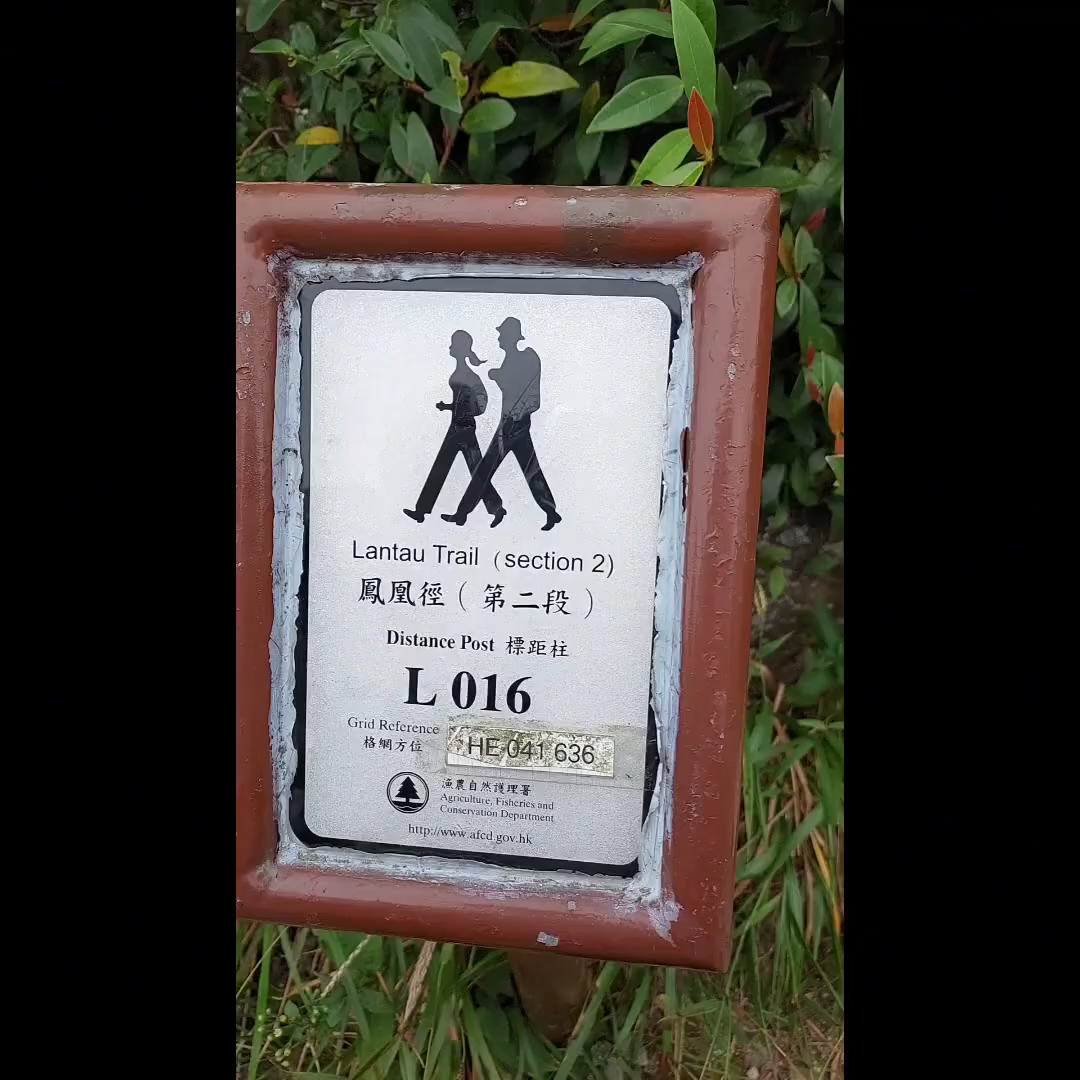 Lantau Trail (section 2)
鳳凰徑（第二段）
Distance Post 標距柱
L 016
Grid Reference
格網方位
HE 041 636
漁農自然護理署
Agriculture, Fisheries and
Conservation Department
http://www.afcd.gov.hk